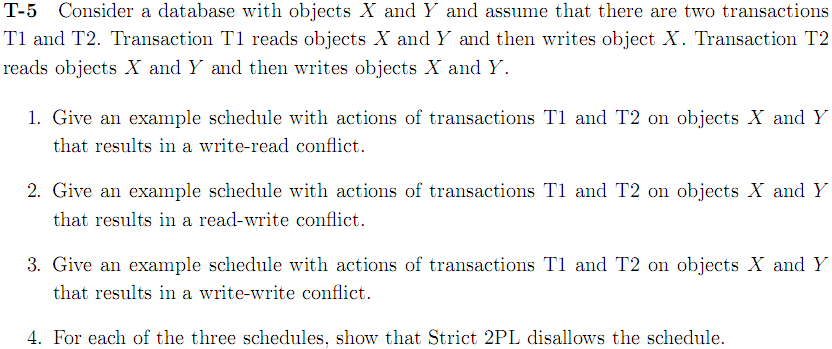 T-5 Consider a database with objects X and Y and assume that there are two transactions
T1 and T2. Transaction T1 reads objects X and Y and then writes object X. Transaction T2
reads objects X and Y and then writes objects X and Y.
1. Give an example schedule with actions of transactions T1 and T2 on objects X and Y
that results in a write-read conflict.
2. Give an example schedule with actions of transactions T1 and T2 on objects X and Y
that results in a read-write conflict.
3. Give an example schedule with actions of transactions T1 and T2 on objects X and Y
that results in a write-write conflict.
4. For each of the three schedules, show that Strict 2PL disallows the schedule.